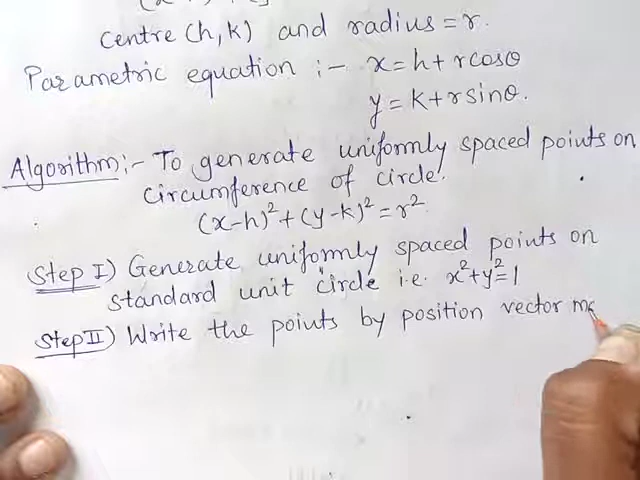 centre (h, k) and radius = r.
Parametric equation :- x = h + r cosθ
y = k + r sinθ.
Algorithm :- To generate uniformly spaced points on
circumference of circle.
(x-h)² + (y-k)² = r²
Step I) Generate uniformly spaced points on
standard unit circle i.e. x² + y² = 1
Step II) Write the points by position vector